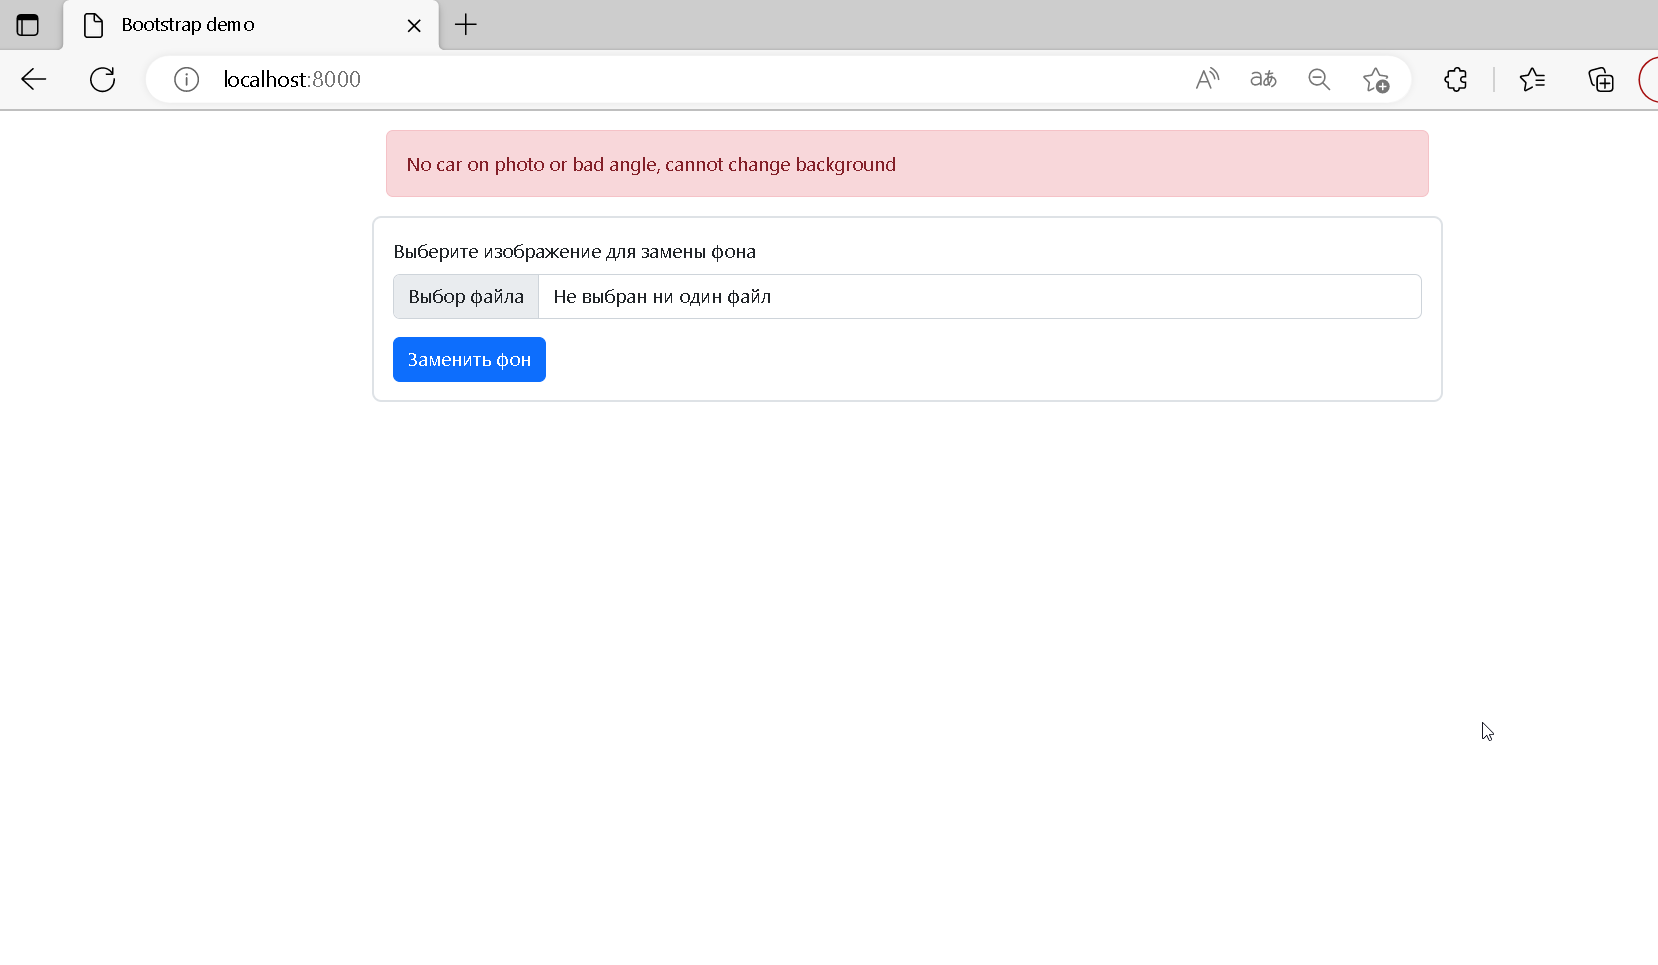 Bootstrap demo
localhost:8000
No car on photo or bad angle, cannot change background
Выберите изображение для замены фона
Выбор файла Не выбран ни один файл
Заменить фон